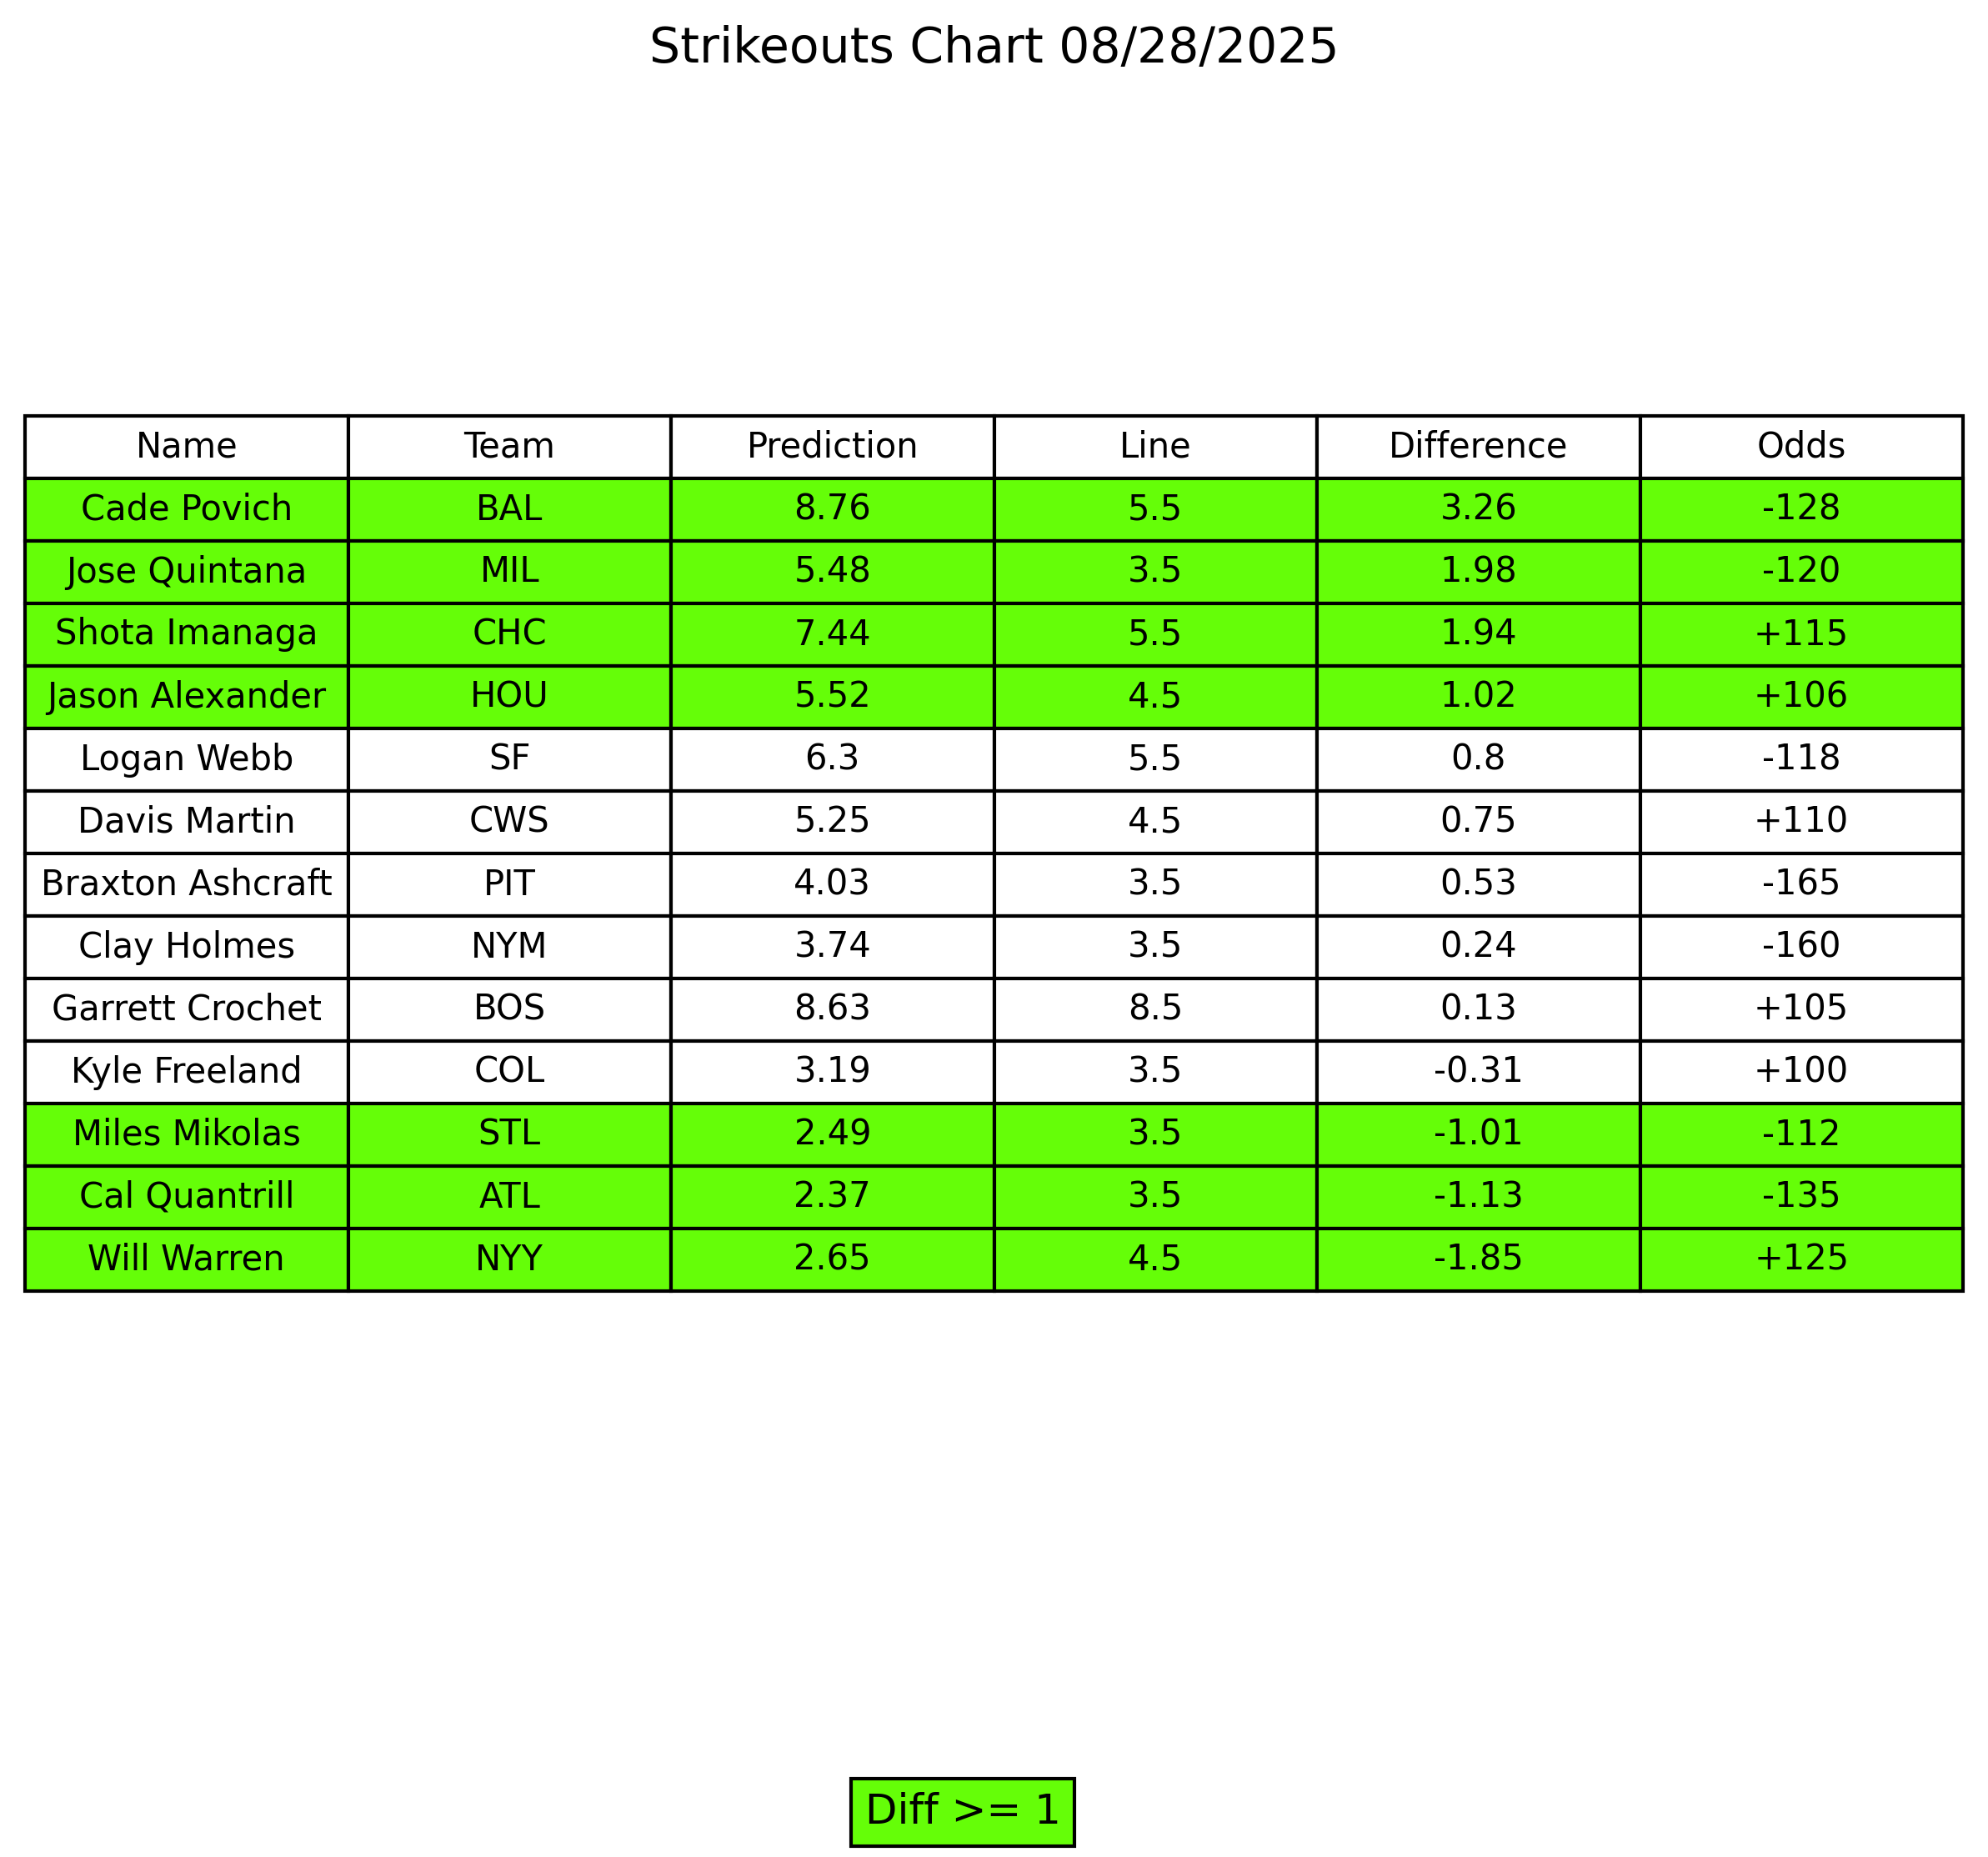 Strikeouts Chart 08/28/2025
Name Team Prediction Line Difference Odds
Cade Povich BAL 8.76 5.5 3.26 -128
Jose Quintana MIL 5.48 3.5 1.98 -120
Shota Imanaga CHC 7.44 5.5 1.94 +115
Jason Alexander HOU 5.52 4.5 1.02 +106
Logan Webb SF 6.3 5.5 0.8 -118
Davis Martin CWS 5.25 4.5 0.75 +110
Braxton Ashcraft PIT 4.03 3.5 0.53 -165
Clay Holmes NYM 3.74 3.5 0.24 -160
Garrett Crochet BOS 8.63 8.5 0.13 +105
Kyle Freeland COL 3.19 3.5 -0.31 +100
Miles Mikolas STL 2.49 3.5 -1.01 -112
Cal Quantrill ATL 2.37 3.5 -1.13 -135
Will Warren NYY 2.65 4.5 -1.85 +125
Diff >= 1